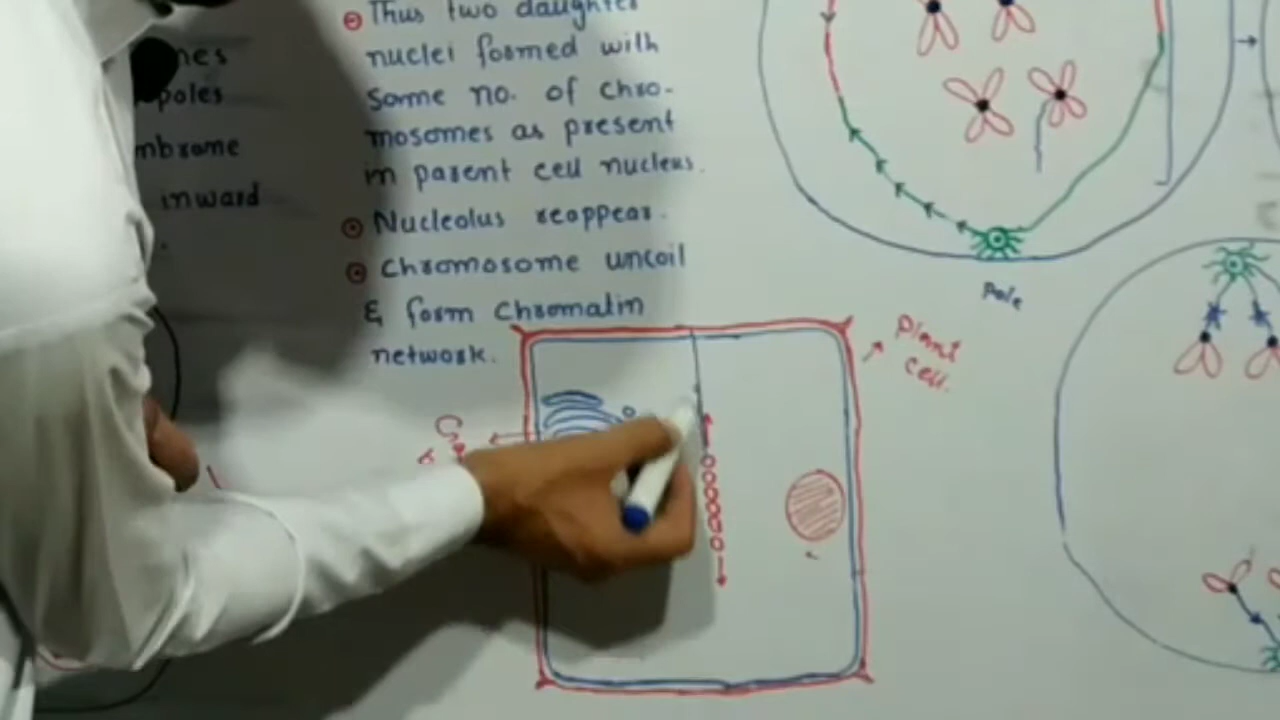 Thus two daughter
nuclei formed with
Same no. of chro-
mosomes as present
in parent cell nucleus.
Nucleolus reappear.
Chromosome uncoil
& form Chromatin
network.
poles
inward
Pole
Plant
cell.